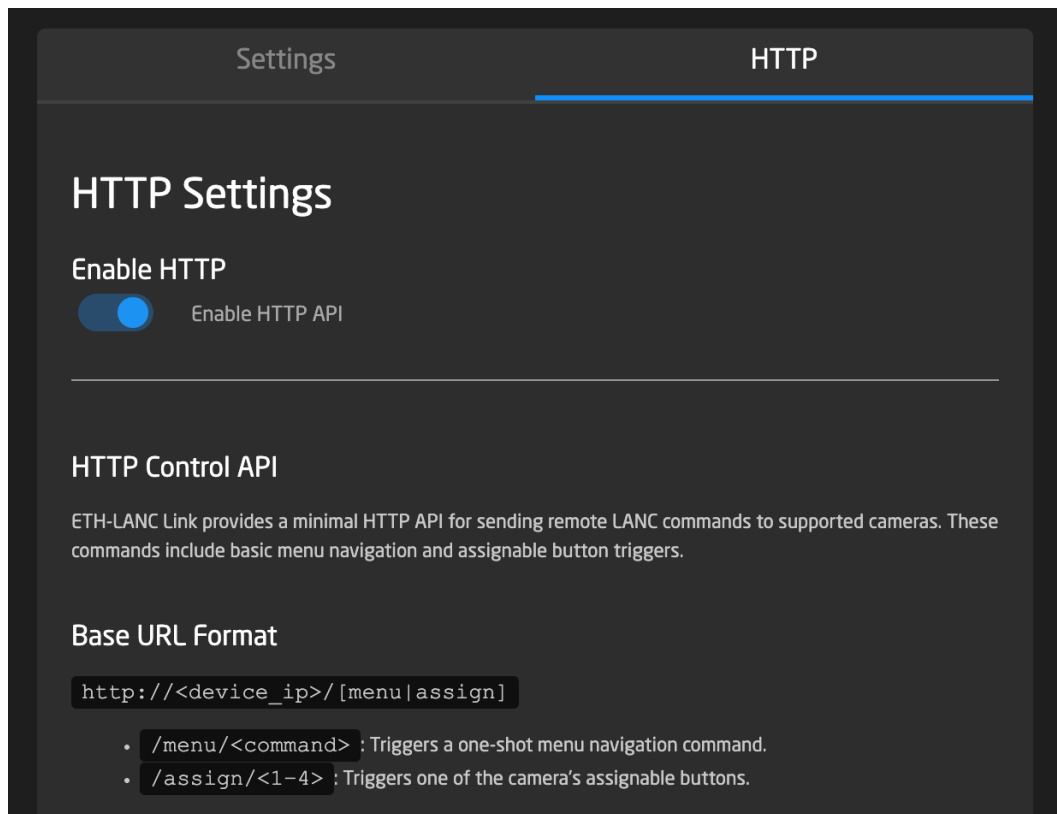 Settings
HTTP
HTTP Settings
Enable HTTP
Enable HTTP API
HTTP Control API
ETH-LANC Link provides a minimal HTTP API for sending remote LANC commands to supported cameras. These
commands include basic menu navigation and assignable button triggers.
Base URL Format
http://<device_ip>/[menu|assign]
• /menu/<command> : Triggers a one-shot menu navigation command.
• /assign/<1-4> : Triggers one of the camera's assignable buttons.